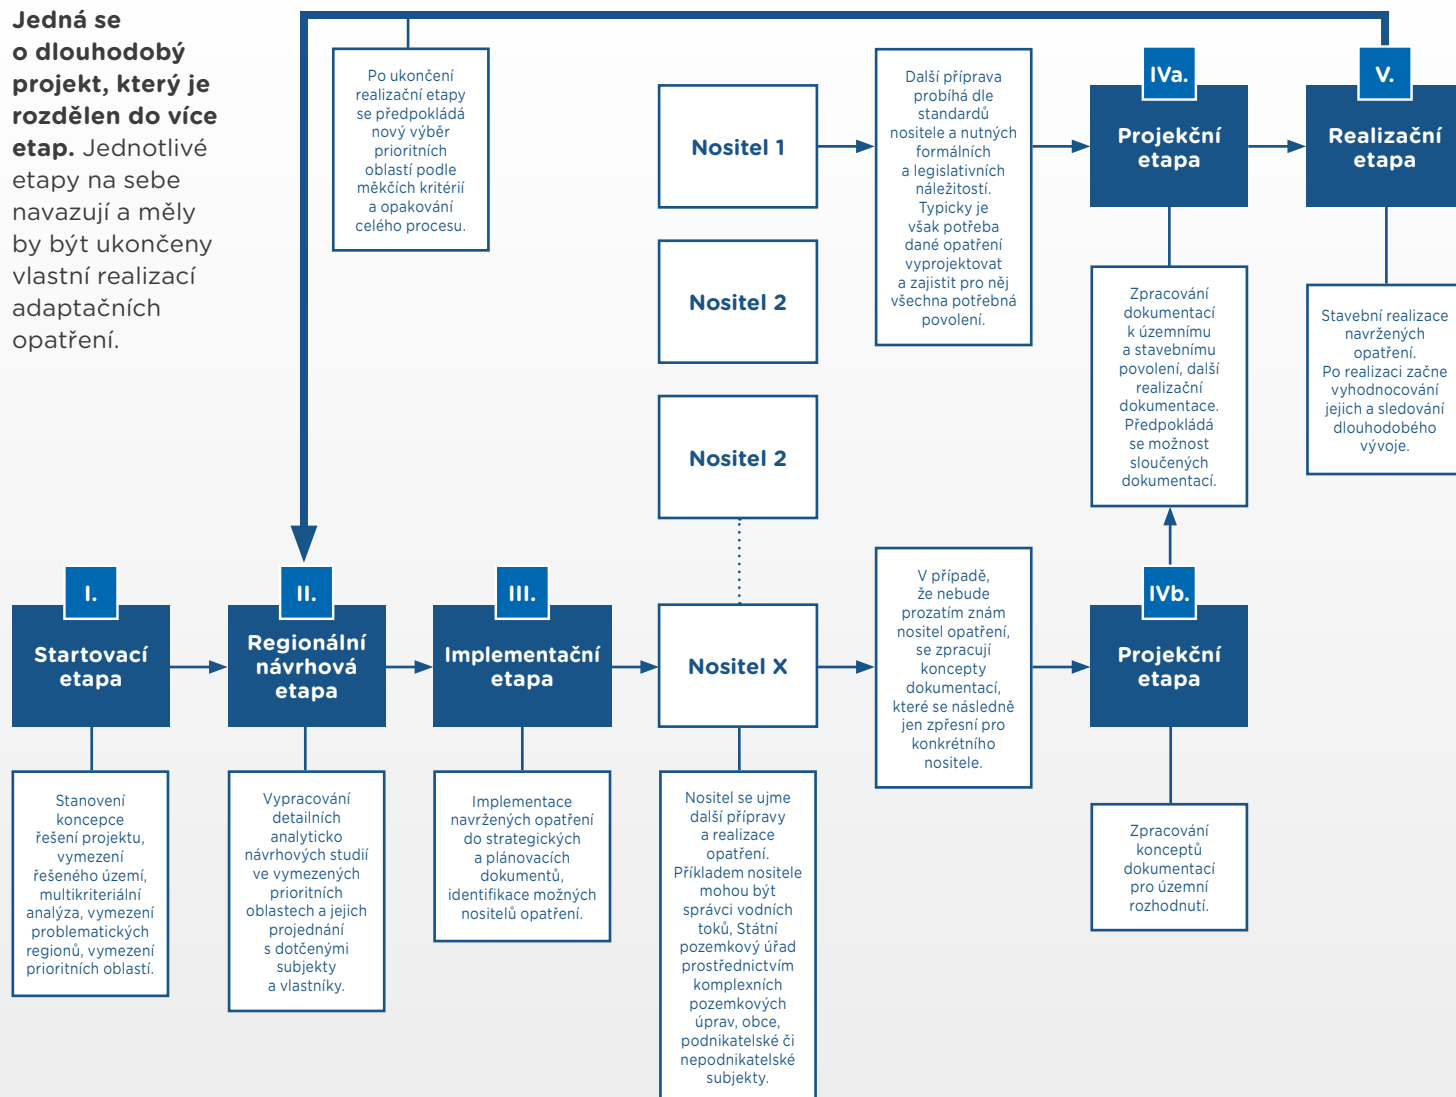 Jedná se
o dlouhodobý
projekt, který je
rozdělen do více
etap. Jednotlivé
etapy na sebe
navazují a měly
by být ukončeny
vlastní realizací
adaptačních
opatření.
Po ukončení
realizační etapy
se předpokládá
nový výběr
prioritních
oblastí podle
měkčích kritérií
a opakování
celého procesu.
Nositel 1
Nositel 2
Nositel 2
Další příprava
probíhá dle
standardů
nositele a nutných
formálních
a legislativních
náležitostí.
Typicky je
však potřeba
dané opatření
vyprojektovat
a zajistit pro něj
všechna potřebná
povolení.
IVa.
Projekční
etapa
Zpracování
dokumentací
k územnímu
a stavebnímu
povolení, další
realizační
dokumentace.
Předpokládá
se možnost
sloučených
dokumentací.
V.
Realizační
etapa
Stavební realizace
navržených
opatření.
Po realizaci začne
vyhodnocování
jejich a sledování
dlouhodobého
vývoje.
I.
Startovací
etapa
Stanovení
koncepce
řešení projektu,
vymezení
řešeného území,
multikriteriální
analýza, vymezení
problematických
regionů, vymezení
prioritních oblastí.
II.
Regionální
návrhová
etapa
Vypracování
detailních
analyticko
návrhových studií
ve vymezených
prioritních
oblastech a jejich
projednání
s dotčenými
subjekty
a vlastníky.
III.
Implementační
etapa
Implementace
navržených opatření
do strategických
a plánovacích
dokumentů,
identifikace možných
nositelů opatření.
Nositel X
Nositel se ujme
další přípravy
a realizace
opatření.
Příkladem nositele
mohou být
správci vodních
toků, Státní
pozemkový úřad
prostřednictvím
komplexních
pozemkových
úprav, obce,
podnikatelské či
nepodnikatelské
subjekty.
V případě,
že nebude
prozatím znám
nositel opatření,
se zpracují
koncepty
dokumentací,
které se následně
jen zpřesní pro
konkrétního
nositele.
IVb.
Projekční
etapa
Zpracování
konceptů
dokumentací
pro územní
rozhodnutí.